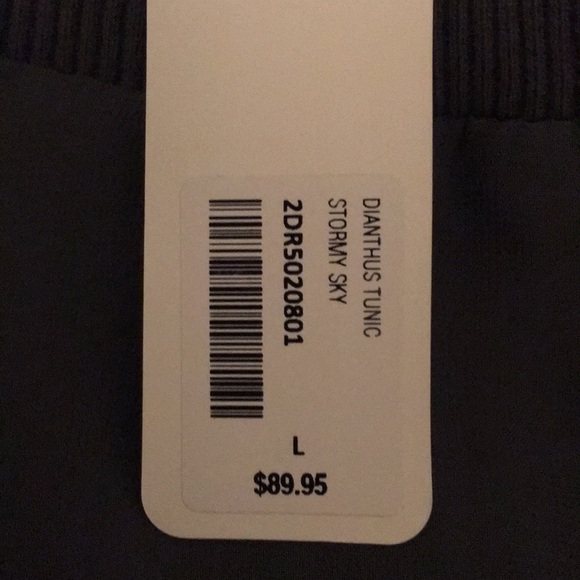 DIANTHUS TUNIC
STORMY SKY
2DR5020801
L
$89.95